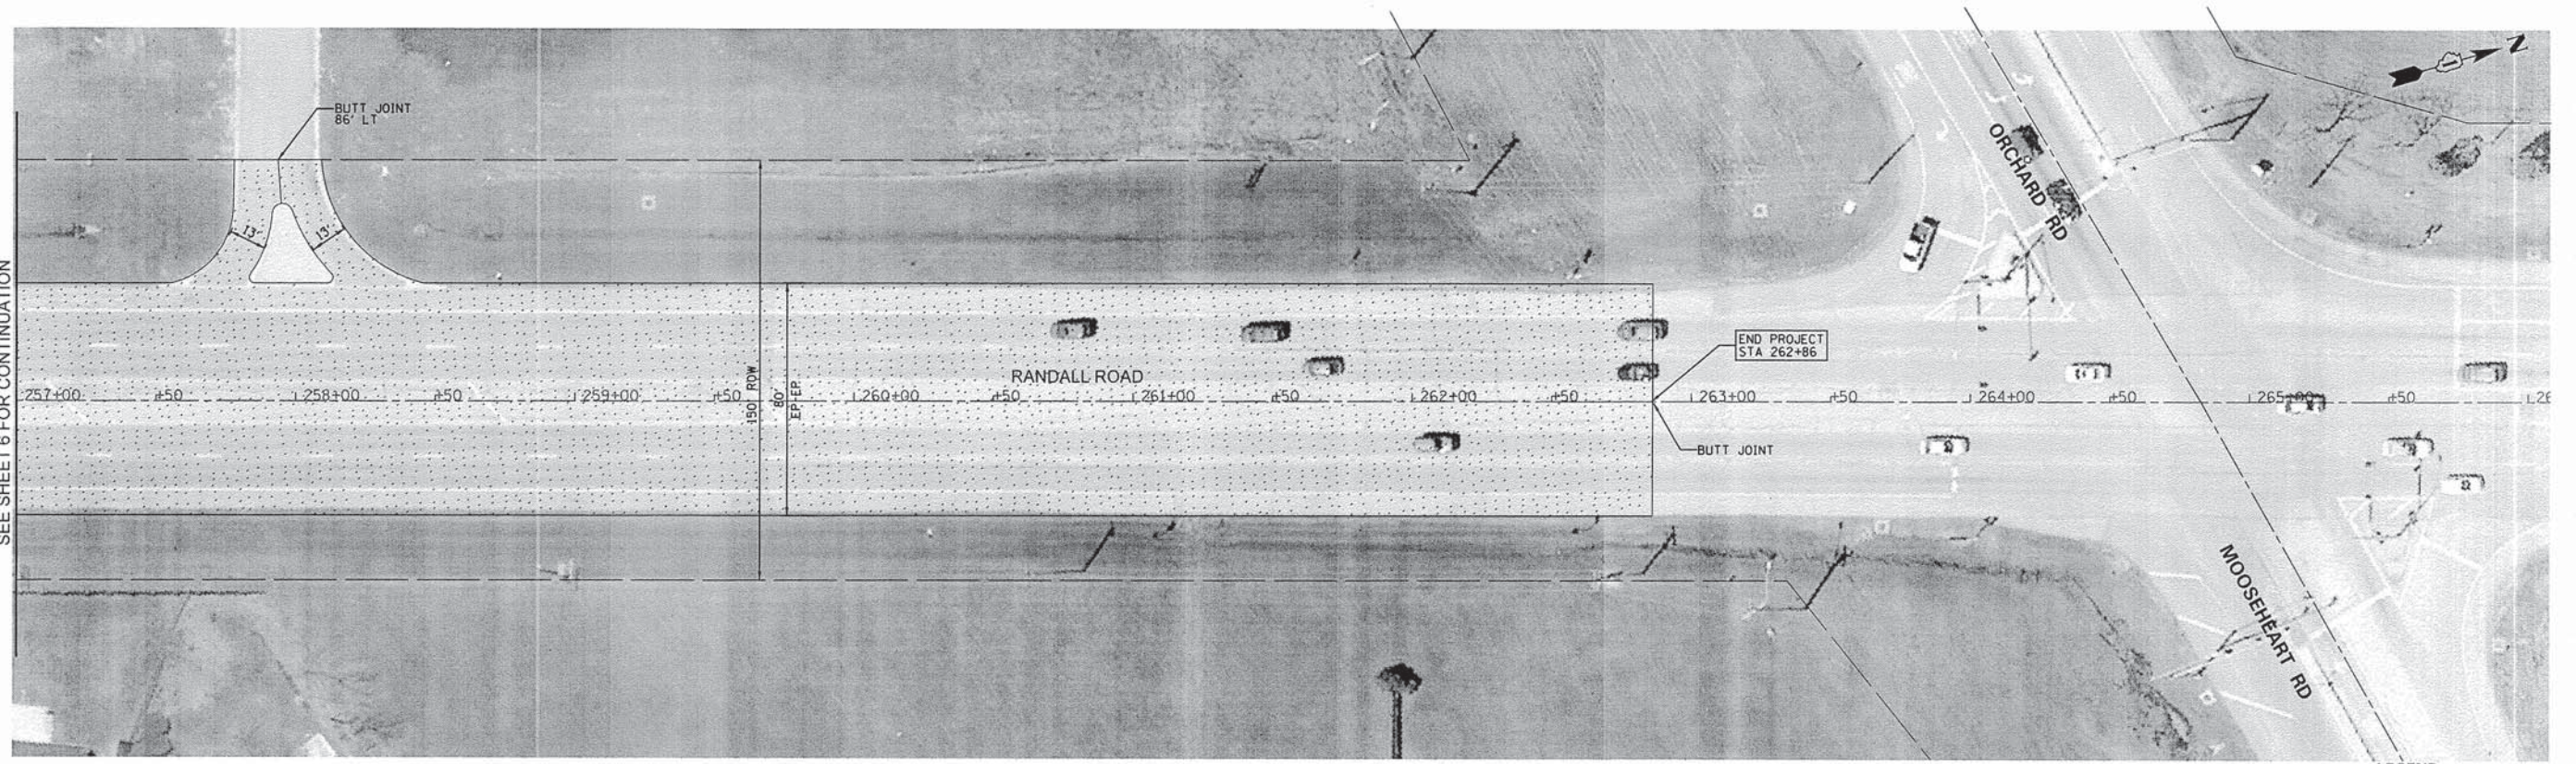 BUTT JOINT
86' LT
13'
13'
SEE SHEET 6 FOR CONTINUATION
150' ROW
80'
EP-EP
RANDALL ROAD
257+00
+50
258+00
+50
259+00
+50
260+00
+50
261+00
+50
262+00
+50
263+00
+50
264+00
+50
265+00
+50
END PROJECT
STA 262+86
BUTT JOINT
ORCHARD RD
MOOSEHEART RD
N